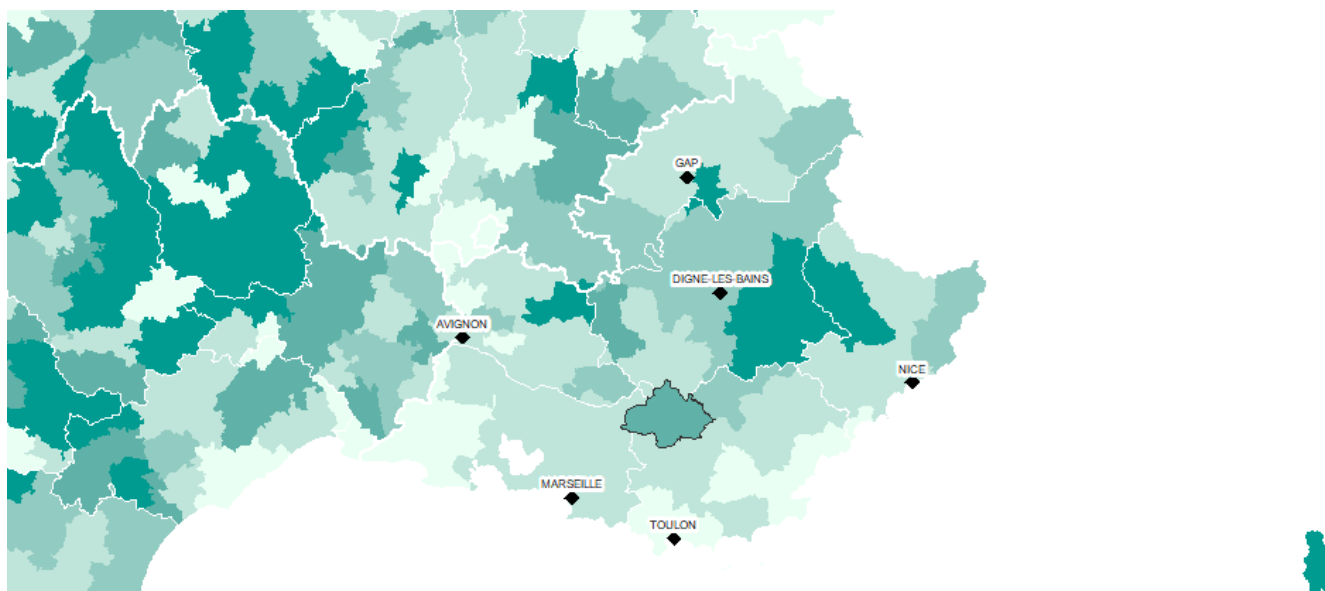 GAP
DIGNE-LES-BAINS
AVIGNON
NICE
MARSEILLE
TOULON